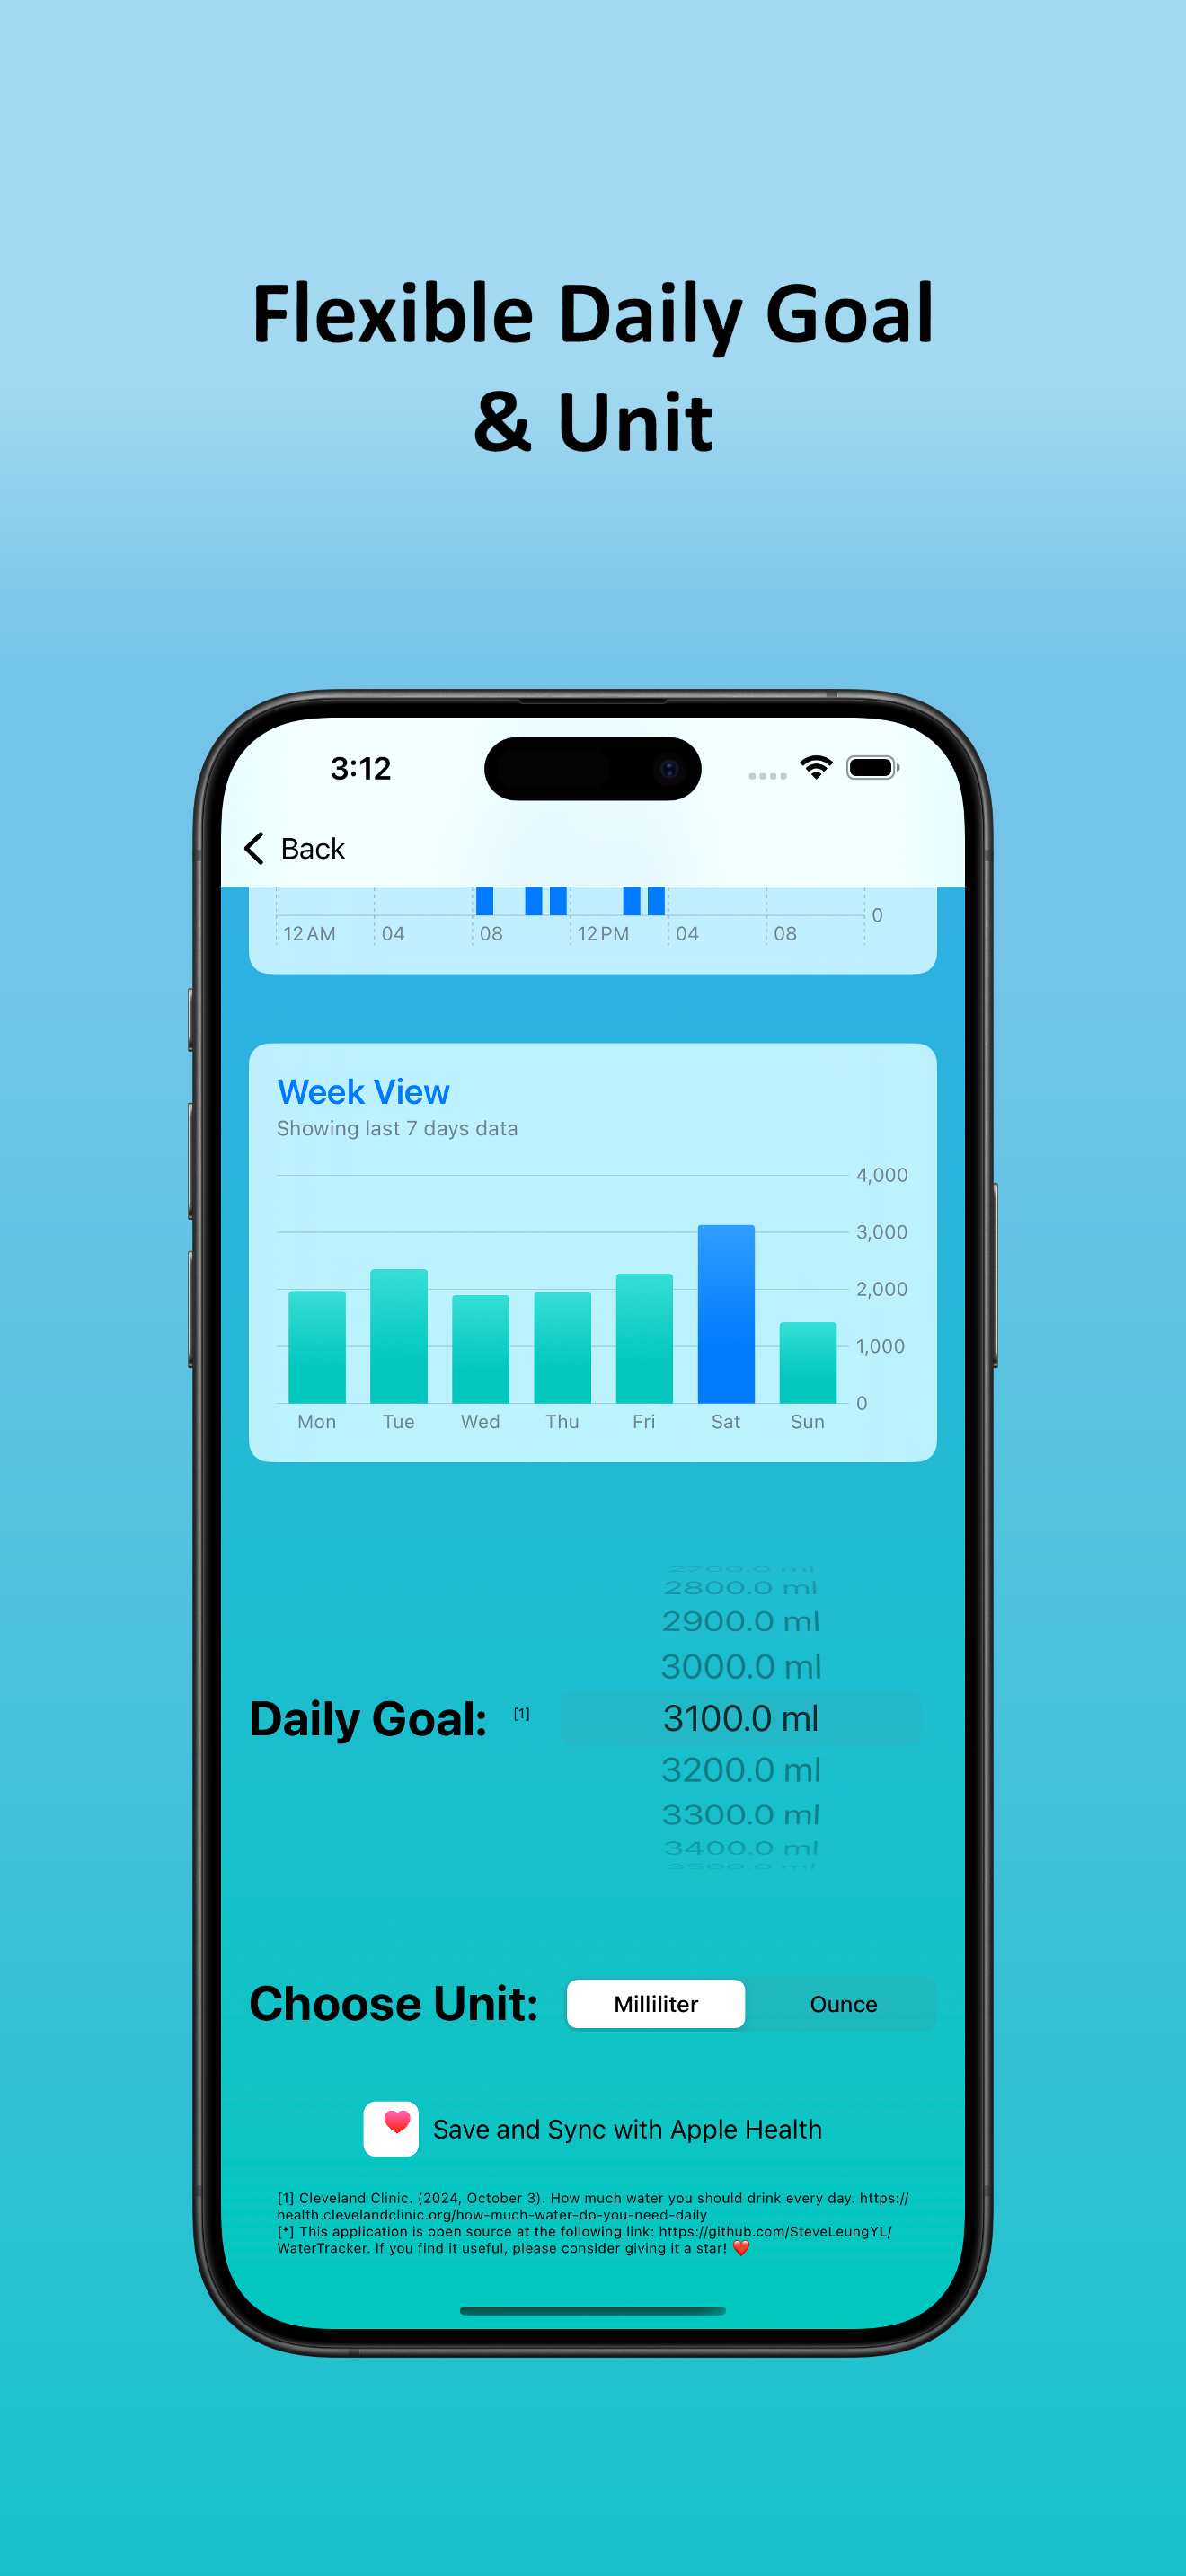 Flexible Daily Goal
& Unit
3:12
Back
0
12 AM 04 08 12 PM 04 08
Week View
Showing last 7 days data
4,000
3,000
2,000
1,000
0
Mon Tue Wed Thu Fri Sat Sun
2700.0 ml
2800.0 ml
2900.0 ml
3000.0 ml
Daily Goal: [1] 3100.0 ml
3200.0 ml
3300.0 ml
3400.0 ml
3500.0 ml
Choose Unit: Milliliter Ounce
Save and Sync with Apple Health
[1] Cleveland Clinic. (2024, October 3). How much water you should drink every day. https://
health.clevelandclinic.org/how-much-water-do-you-need-daily
[*] This application is open source at the following link: https://github.com/SteveLeungYL/
WaterTracker. If you find it useful, please consider giving it a star! ❤️